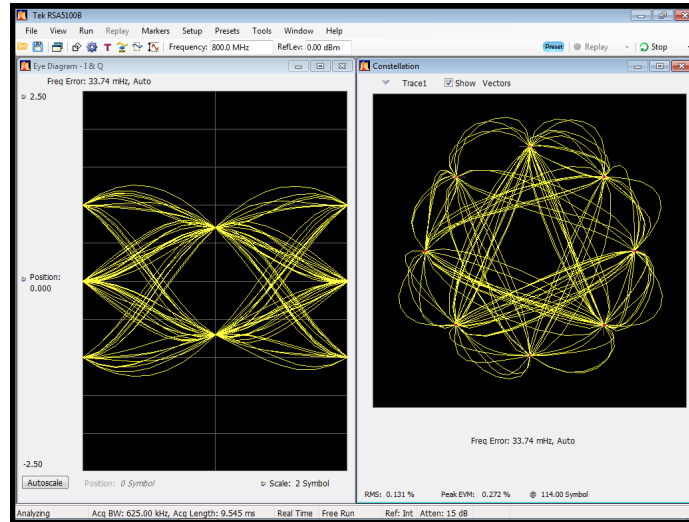 Tek RSA5100B
File View Run Replay Markers Setup Presets Tools Window Help
T Frequency: 800.0 MHz RefLev: 0.00 dBm Preset Replay Stop
Eye Diagram - I & Q
Freq Error: 33.74 mHz, Auto
2.50
Position:
0.000
-2.50
Autoscale Position: 0 Symbol Scale: 2 Symbol
Constellation
Trace1 Show Vectors
Freq Error: 33.74 mHz, Auto
RMS: 0.131 % Peak EVM: 0.272 % @ 114.00 Symbol
Analyzing Acq BW: 625.00 kHz, Acq Length: 9.545 ms Real Time Free Run Ref: Int Atten: 15 dB